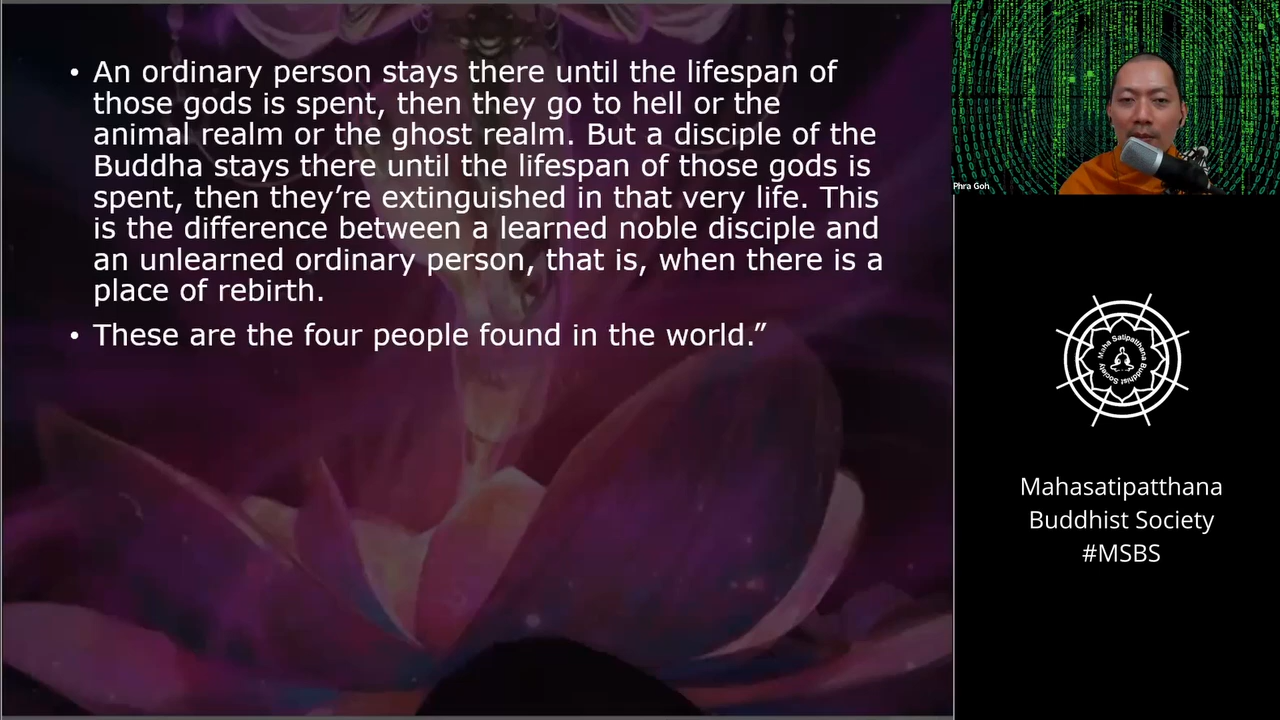 • An ordinary person stays there until the lifespan of
those gods is spent, then they go to hell or the
animal realm or the ghost realm. But a disciple of the
Buddha stays there until the lifespan of those gods is
spent, then they’re extinguished in that very life. This
is the difference between a learned noble disciple and
an unlearned ordinary person, that is, when there is a
place of rebirth.
• These are the four people found in the world.”
Phra Goh
Maha Satipatthana Buddhist Society
Mahasatipatthana
Buddhist Society
#MSBS